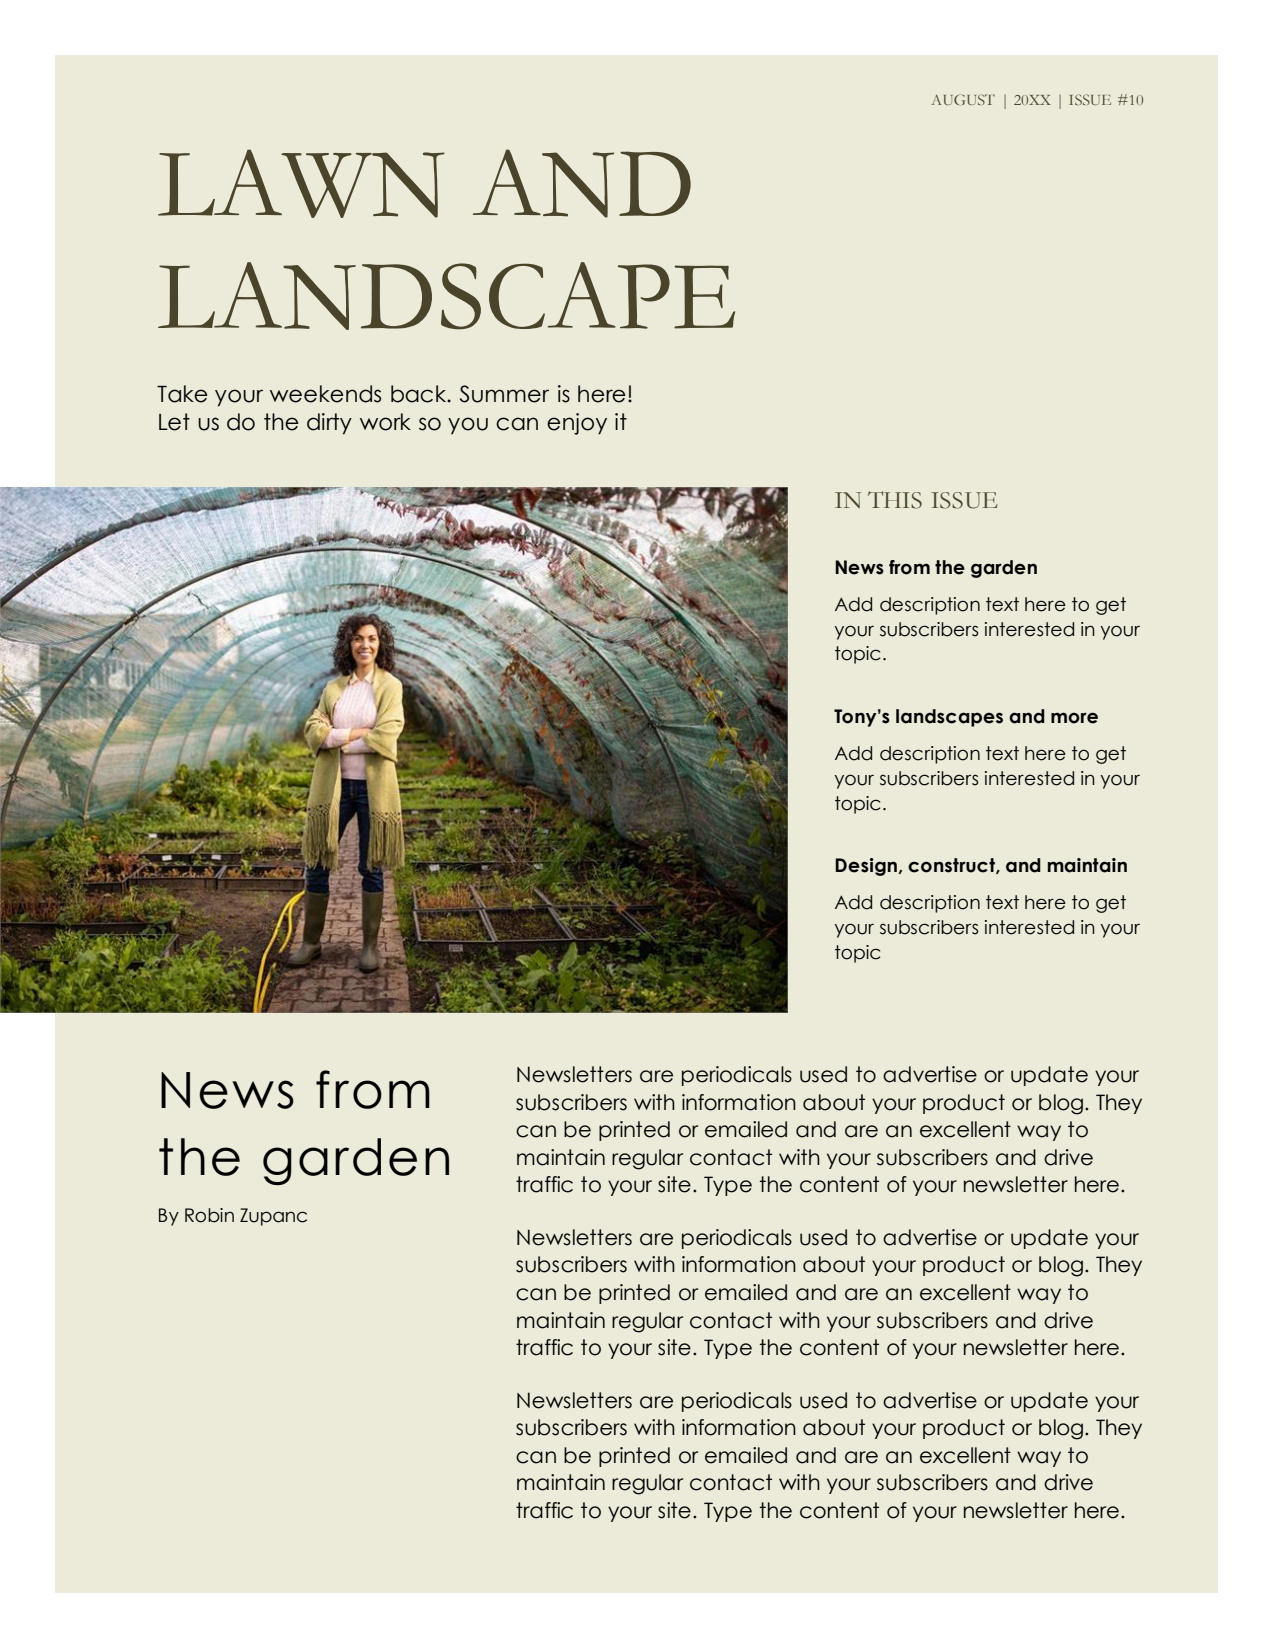 AUGUST | 20XX | ISSUE #10
LAWN AND
LANDSCAPE
Take your weekends back. Summer is here!
Let us do the dirty work so you can enjoy it
IN THIS ISSUE
News from the garden
Add description text here to get
your subscribers interested in your
topic.
Tony's landscapes and more
Add description text here to get
your subscribers interested in your
topic.
Design, construct, and maintain
Add description text here to get
your subscribers interested in your
topic
News from
the garden
By Robin Zupanc
Newsletters are periodicals used to advertise or update your
subscribers with information about your product or blog. They
can be printed or emailed and are an excellent way to
maintain regular contact with your subscribers and drive
traffic to your site. Type the content of your newsletter here.
Newsletters are periodicals used to advertise or update your
subscribers with information about your product or blog. They
can be printed or emailed and are an excellent way to
maintain regular contact with your subscribers and drive
traffic to your site. Type the content of your newsletter here.
Newsletters are periodicals used to advertise or update your
subscribers with information about your product or blog. They
can be printed or emailed and are an excellent way to
maintain regular contact with your subscribers and drive
traffic to your site. Type the content of your newsletter here.